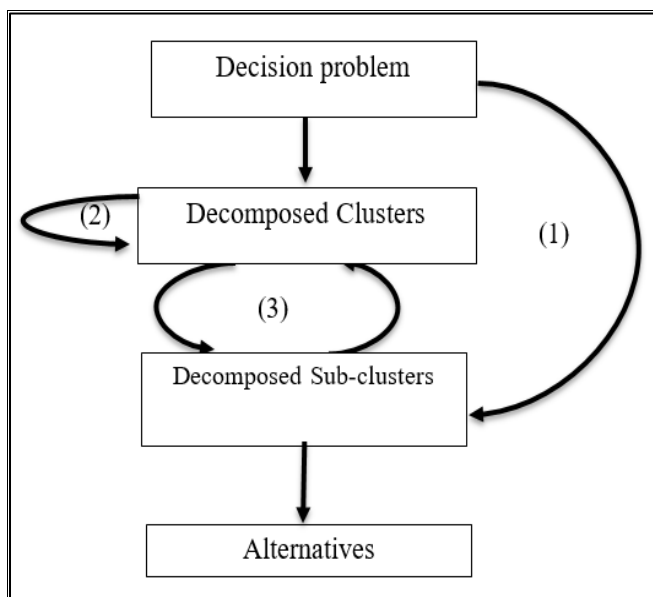 Decision problem
Decomposed Clusters
(2)
(1)
(3)
Decomposed Sub-clusters
Alternatives